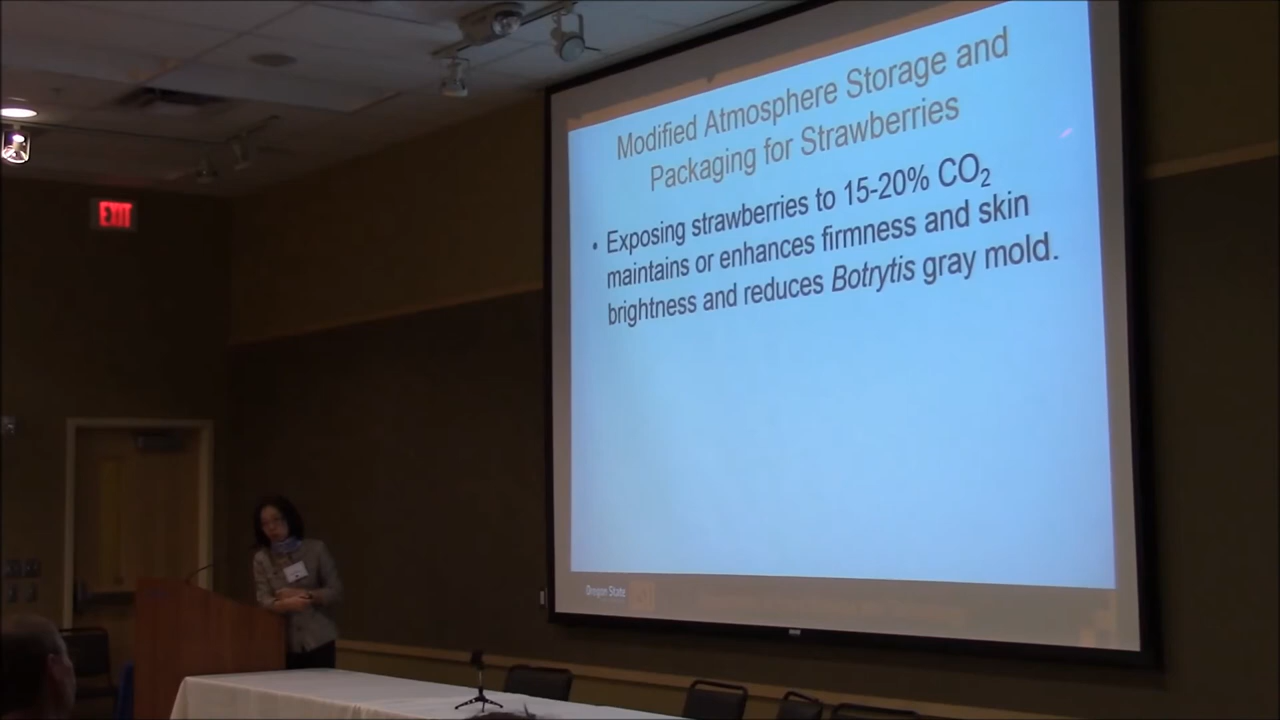 Modified Atmosphere Storage and
Packaging for Strawberries
• Exposing strawberries to 15-20% CO₂
maintains or enhances firmness and skin
brightness and reduces Botrytis gray mold.
EXIT
Oregon State